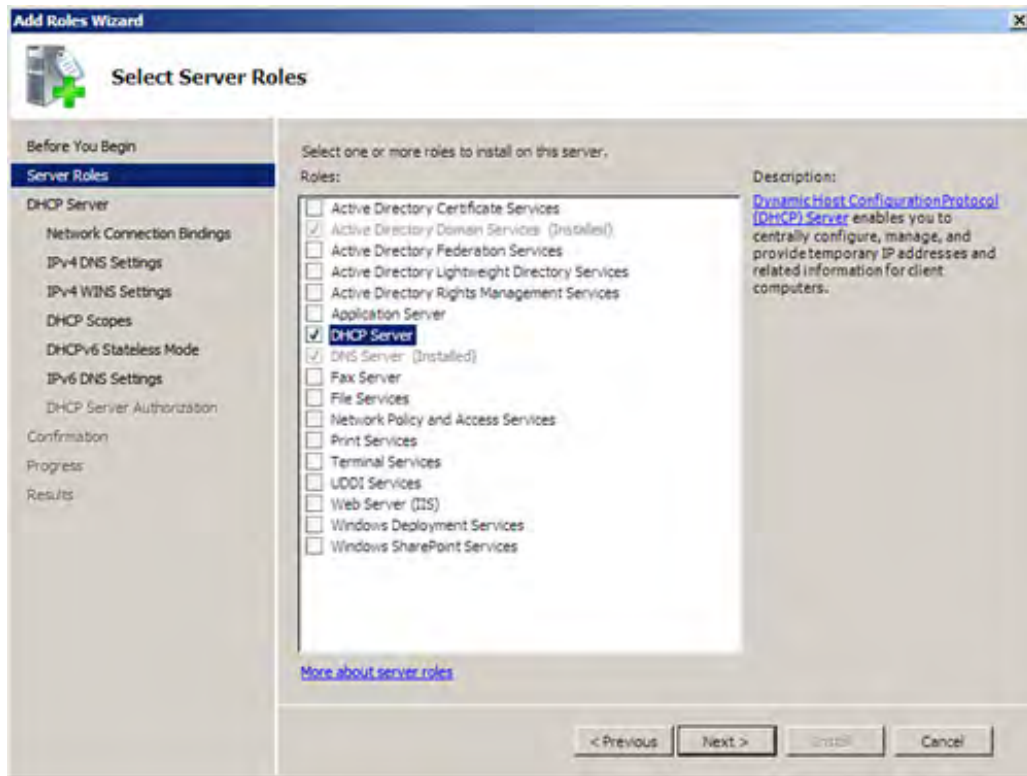 Add Roles Wizard
Select Server Roles
Before You Begin
Server Roles
DHCP Server
Network Connection Bindings
IPv4 DNS Settings
IPv4 WINS Settings
DHCP Scopes
DHCPv6 Stateless Mode
IPv6 DNS Settings
DHCP Server Authorization
Confirmation
Progress
Results
Select one or more roles to install on this server.
Roles:
Active Directory Certificate Services
Active Directory Domain Services (Installed)
Active Directory Federation Services
Active Directory Lightweight Directory Services
Active Directory Rights Management Services
Application Server
DHCP Server
DNS Server (Installed)
Fax Server
File Services
Network Policy and Access Services
Print Services
Terminal Services
UDDI Services
Web Server (IIS)
Windows Deployment Services
Windows SharePoint Services
More about server roles
Description:
Dynamic Host Configuration Protocol
(DHCP) Server enables you to
centrally configure, manage, and
provide temporary IP addresses and
related information for client
computers.
< Previous
Next >
Install
Cancel